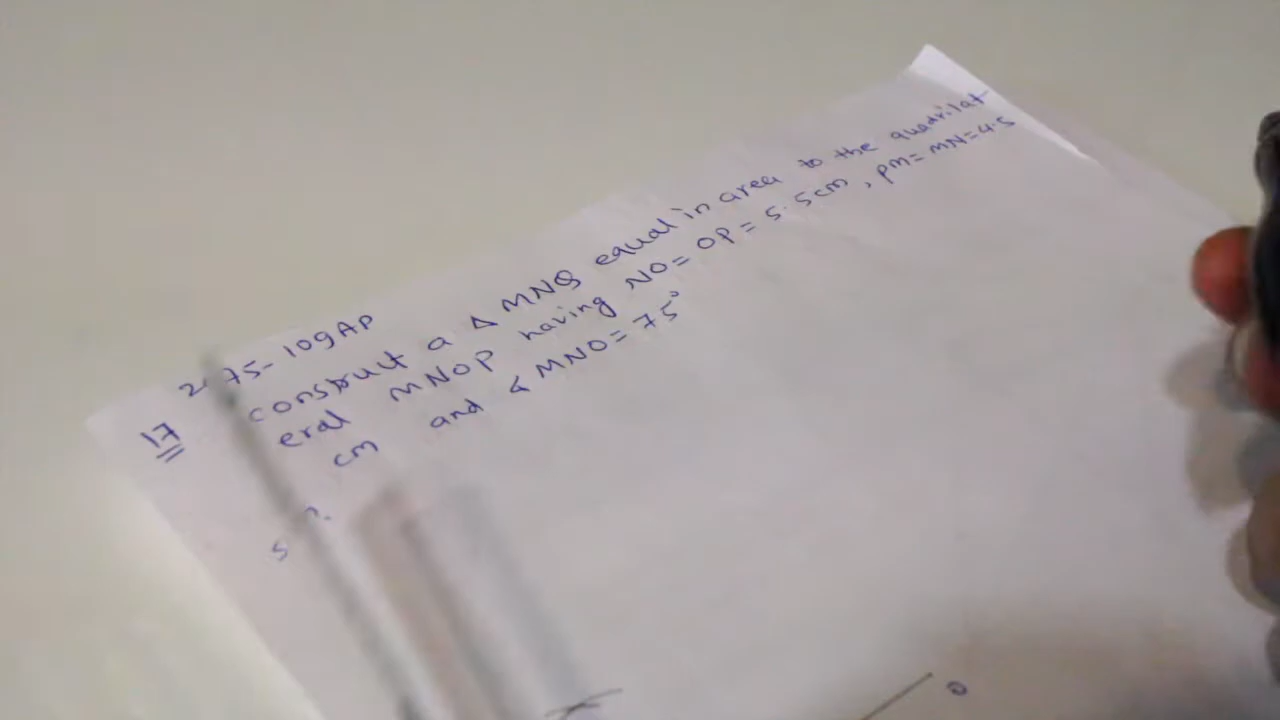 2075-109AP
17 construct a Δ MNQ equal in area to the quadrilat
eral MNOP having NO= OP= 5.5cm, PM= MN=4.5
cm and ∠ MNO= 75°
O